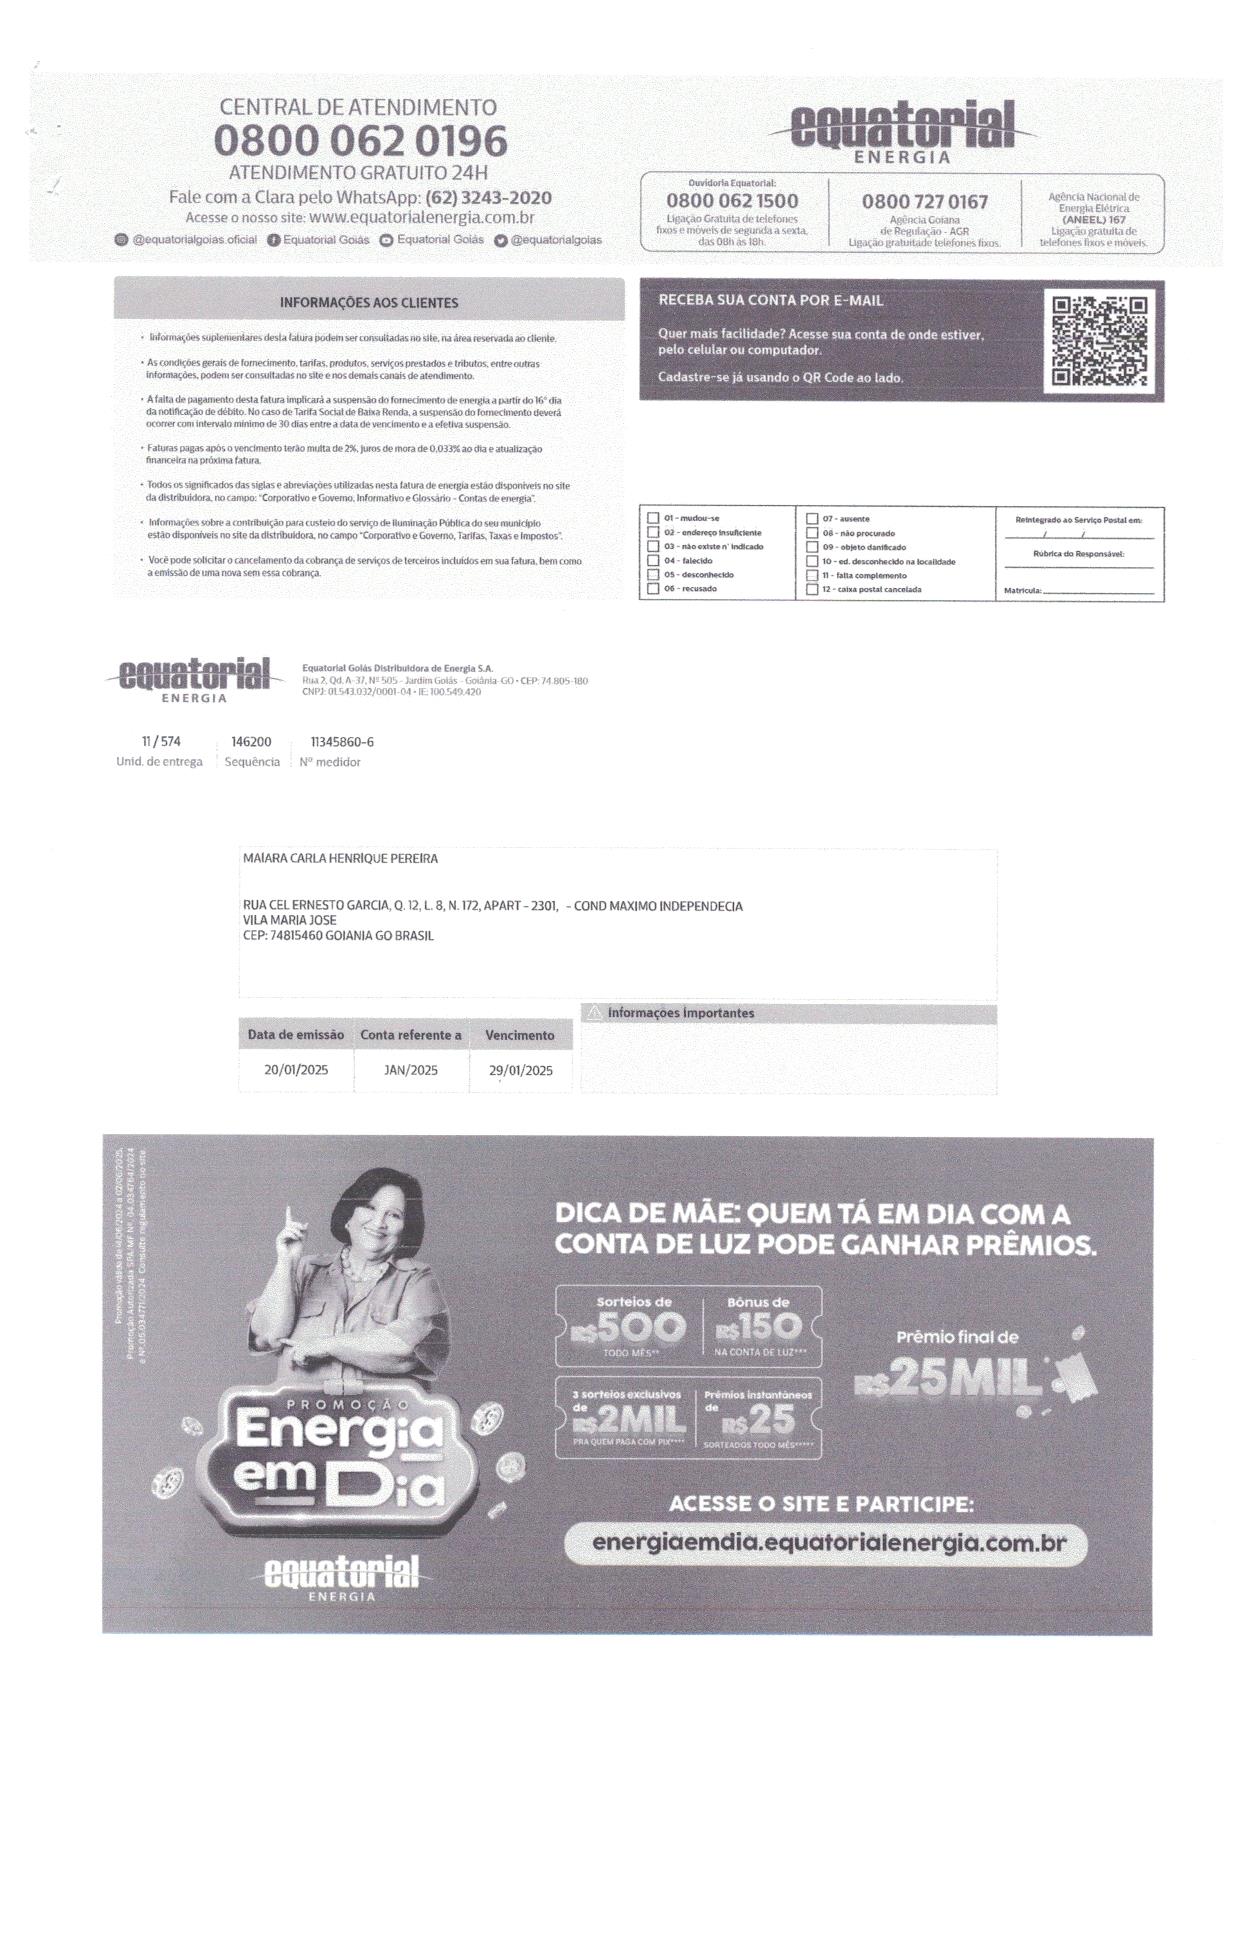 CENTRAL DE ATENDIMENTO
0800 062 0196
ATENDIMENTO GRATUITO 24H
Fale com a Clara pelo WhatsApp: (62) 3243-2020
Acesse o nosso site: www.equatorialenergia.com.br
@equatorialgoias.oficial Equatorial Goiás Equatorial Goiás @equatorialgoias
equatorial
ENERGIA
Ouvidoria Equatorial:
0800 062 1500
Ligação Gratuita de telefones
fixos e móveis de segunda a sexta,
das 08h às 18h.
0800 727 0167
Agência Goiana
de Regulação - AGR
Ligação gratuitade telefones fixos.
Agência Nacional de
Energia Elétrica
(ANEEL) 167
Ligação gratuita de
telefones fixos e móveis.
INFORMAÇÕES AOS CLIENTES
• Informações suplementares desta fatura podem ser consultadas no site, na área reservada ao cliente.
• As condições gerais de fornecimento, tarifas, produtos, serviços prestados e tributos, entre outras
informações, podem ser consultadas no site e nos demais canais de atendimento.
• A falta de pagamento desta fatura implicará a suspensão do fornecimento de energia a partir do 16° dia
da notificação de débito. No caso de Tarifa Social de Baixa Renda, a suspensão do fornecimento deverá
ocorrer com intervalo mínimo de 30 dias entre a data de vencimento e a efetiva suspensão.
• Faturas pagas após o vencimento terão multa de 2%, juros de mora de 0,033% ao dia e atualização
financeira na próxima fatura.
• Todos os significados das siglas e abreviações utilizadas nesta fatura de energia estão disponíveis no site
da distribuidora, no campo: "Corporativo e Governo, Informativo e Glossário - Contas de energia".
• Informações sobre a contribuição para custeio do serviço de Iluminação Pública do seu município
estão disponíveis no site da distribuidora, no campo "Corporativo e Governo, Tarifas, Taxas e Impostos".
• Você pode solicitar o cancelamento da cobrança de serviços de terceiros incluídos em sua fatura, bem como
a emissão de uma nova sem essa cobrança.
RECEBA SUA CONTA POR E-MAIL
Quer mais facilidade? Acesse sua conta de onde estiver,
pelo celular ou computador.
Cadastre-se já usando o QR Code ao lado.
01 - mudou-se
02 - endereço insuficiente
03 - não existe n° indicado
04 - falecido
05 - desconhecido
06 - recusado
07 - ausente
08 - não procurado
09 - objeto danificado
10 - ed. desconhecido na localidade
11 - falta complemento
12 - caixa postal cancelada
Reintegrado ao Serviço Postal em:
/ /
Rúbrica do Responsável:
Matrícula:
equatorial
ENERGIA
Equatorial Goiás Distribuidora de Energia S.A.
Rua 2, Qd. A-37, Nº 505 - Jardim Goiás - Goiânia-GO • CEP: 74.805-180
CNPJ: 01.543.032/0001-04 • IE: 100.549.420
11 / 574 146200 11345860-6
Unid. de entrega Sequência Nº medidor
MAIARA CARLA HENRIQUE PEREIRA
RUA CEL ERNESTO GARCIA, Q. 12, L. 8, N. 172, APART - 2301, - COND MAXIMO INDEPENDECIA
VILA MARIA JOSE
CEP: 74815460 GOIANIA GO BRASIL
Data de emissão Conta referente a Vencimento
20/01/2025 JAN/2025 29/01/2025
Informações Importantes
Promoção válida de 14/06/2024 a 02/06/2025.
Promoção Autorizada SPA/MF Nº. 04.034764/2024
e Nº.05.034771/2024. Consulte regulamento no site.
DICA DE MÃE: QUEM TÁ EM DIA COM A
CONTA DE LUZ PODE GANHAR PRÊMIOS.
Sorteios de
R$500
TODO MÊS**
Bônus de
R$150
NA CONTA DE LUZ***
3 sorteios exclusivos
de
R$2MIL
PRA QUEM PAGA COM PIX****
Prêmios instantâneos
de
R$25
SORTEADOS TODO MÊS*****
Prêmio final de
R$25MIL
PROMOÇÃO
Energia
em Dia
equatorial
ENERGIA
ACESSE O SITE E PARTICIPE:
energiaemdia.equatorialenergia.com.br